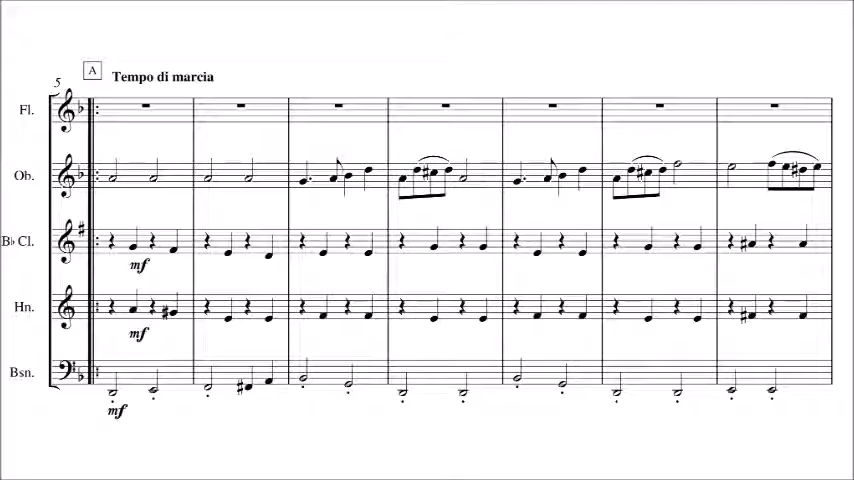 5
A
Tempo di marcia
Fl.
Ob.
B♭ Cl.
mf
Hn.
mf
Bsn.
mf